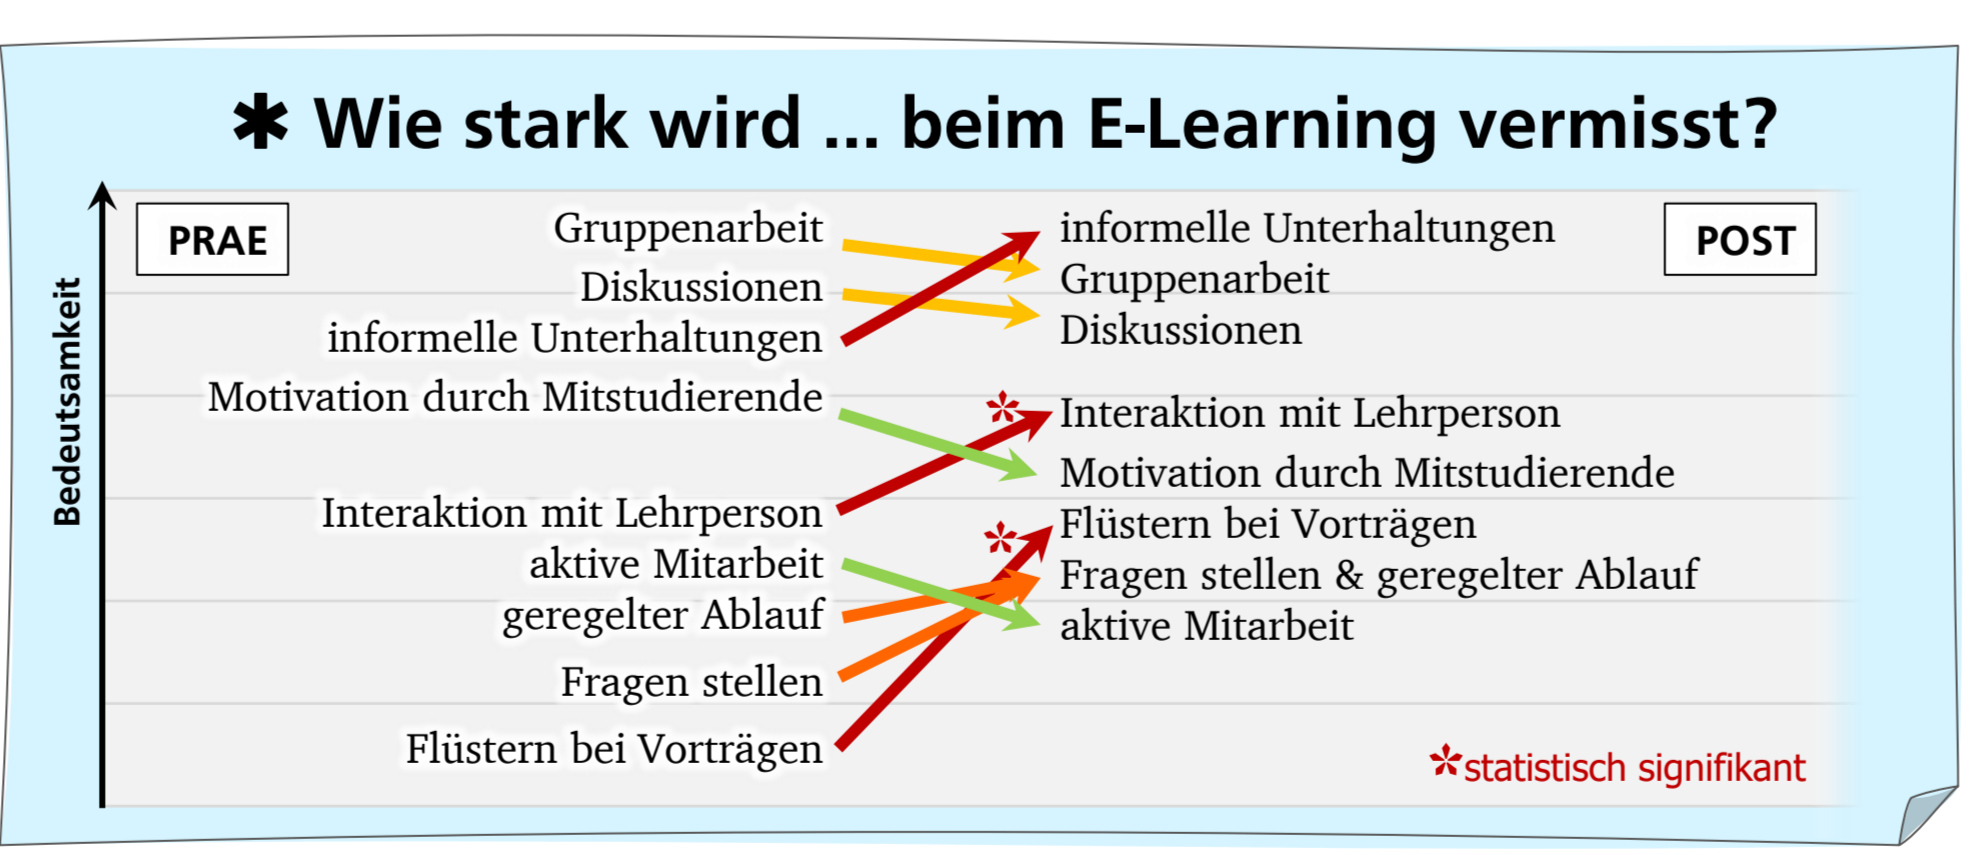 ✱ Wie stark wird ... beim E-Learning vermisst?
Bedeutsamkeit
PRAE
Gruppenarbeit
Diskussionen
informelle Unterhaltungen
Motivation durch Mitstudierende
Interaktion mit Lehrperson
aktive Mitarbeit
geregelter Ablauf
Fragen stellen
Flüstern bei Vorträgen
*
*
POST
informelle Unterhaltungen
Gruppenarbeit
Diskussionen
Interaktion mit Lehrperson
Motivation durch Mitstudierende
Flüstern bei Vorträgen
Fragen stellen & geregelter Ablauf
aktive Mitarbeit
*statistisch signifikant